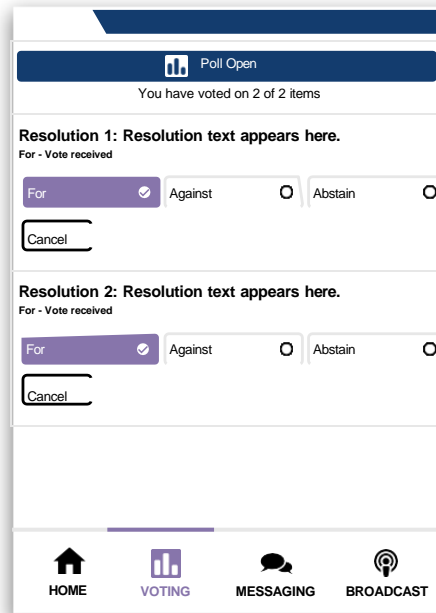 Poll Open
You have voted on 2 of 2 items
Resolution 1: Resolution text appears here.
For - Vote received
For Against Abstain
Cancel
Resolution 2: Resolution text appears here.
For - Vote received
For Against Abstain
Cancel
HOME VOTING MESSAGING BROADCAST